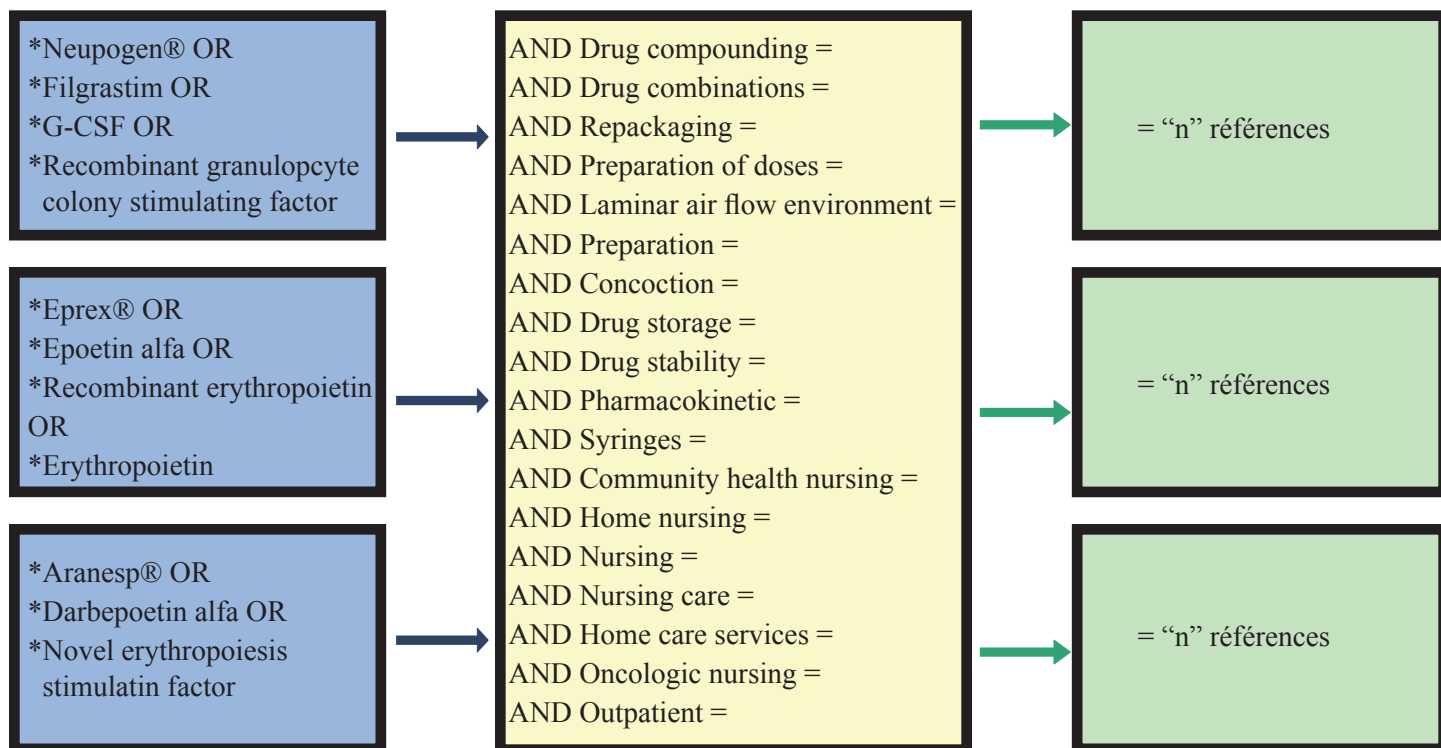 *Neupogen® OR
*Filgrastim OR
*G-CSF OR
*Recombinant granulopcyte
colony stimulating factor
*Eprex® OR
*Epoetin alfa OR
*Recombinant erythropoietin
OR
*Erythropoietin
*Aranesp® OR
*Darbepoetin alfa OR
*Novel erythropoiesis
stimulatin factor
AND Drug compounding =
AND Drug combinations =
AND Repackaging =
AND Preparation of doses =
AND Laminar air flow environment =
AND Preparation =
AND Concoction =
AND Drug storage =
AND Drug stability =
AND Pharmacokinetic =
AND Syringes =
AND Community health nursing =
AND Home nursing =
AND Nursing =
AND Nursing care =
AND Home care services =
AND Oncologic nursing =
AND Outpatient =
= “n” références
= “n” références
= “n” références